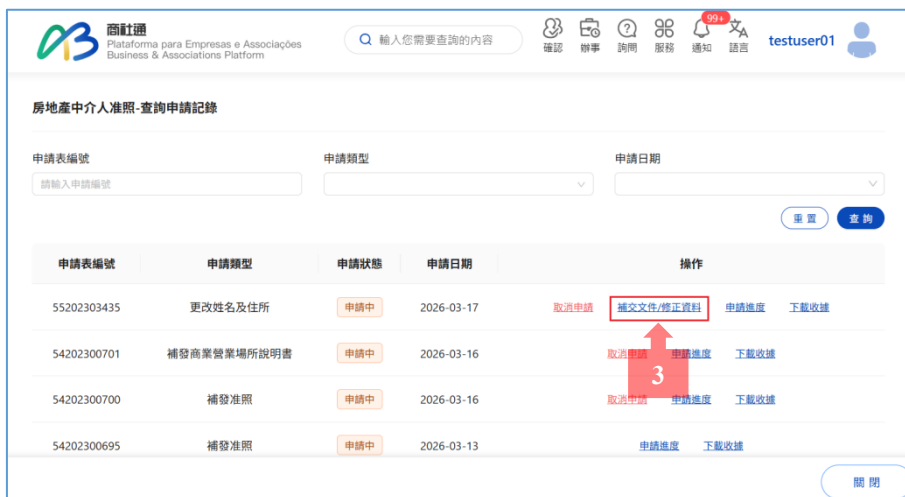 商社通
Plataforma para Empresas e Associações
Business & Associations Platform
輸入您需要查詢的內容
確認 辦事 詢問 服務 99+ 通知 語言 testuser01
房地產中介人准照-查詢申請記錄
申請表編號 申請類型 申請日期
請輸入申請編號
重置 查詢
申請表編號 申請類型 申請狀態 申請日期 操作
55202303435 更改姓名及住所 申請中 2026-03-17 取消申請 補交文件/修正資料 申請進度 下載收據
54202300701 補發商業營業場所說明書 申請中 2026-03-16 取消申請 申請進度 下載收據
3
54202300700 補發准照 申請中 2026-03-16 取消申請 申請進度 下載收據
54202300695 補發准照 申請中 2026-03-13 申請進度 下載收據
關閉